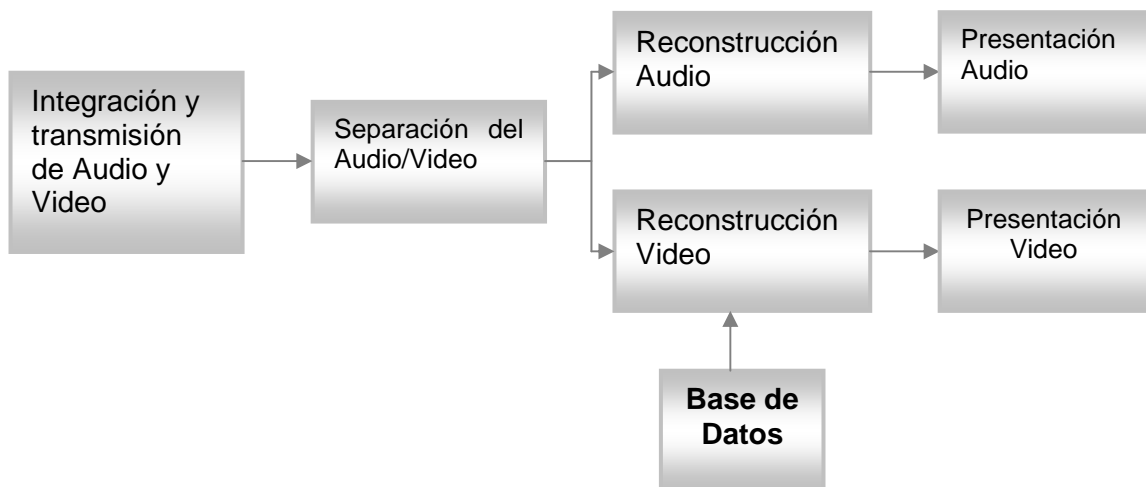 Integración y
transmisión
de Audio y
Video
Separación del
Audio/Video
Reconstrucción
Audio
Presentación
Audio
Reconstrucción
Video
Presentación
Video
Base de
Datos